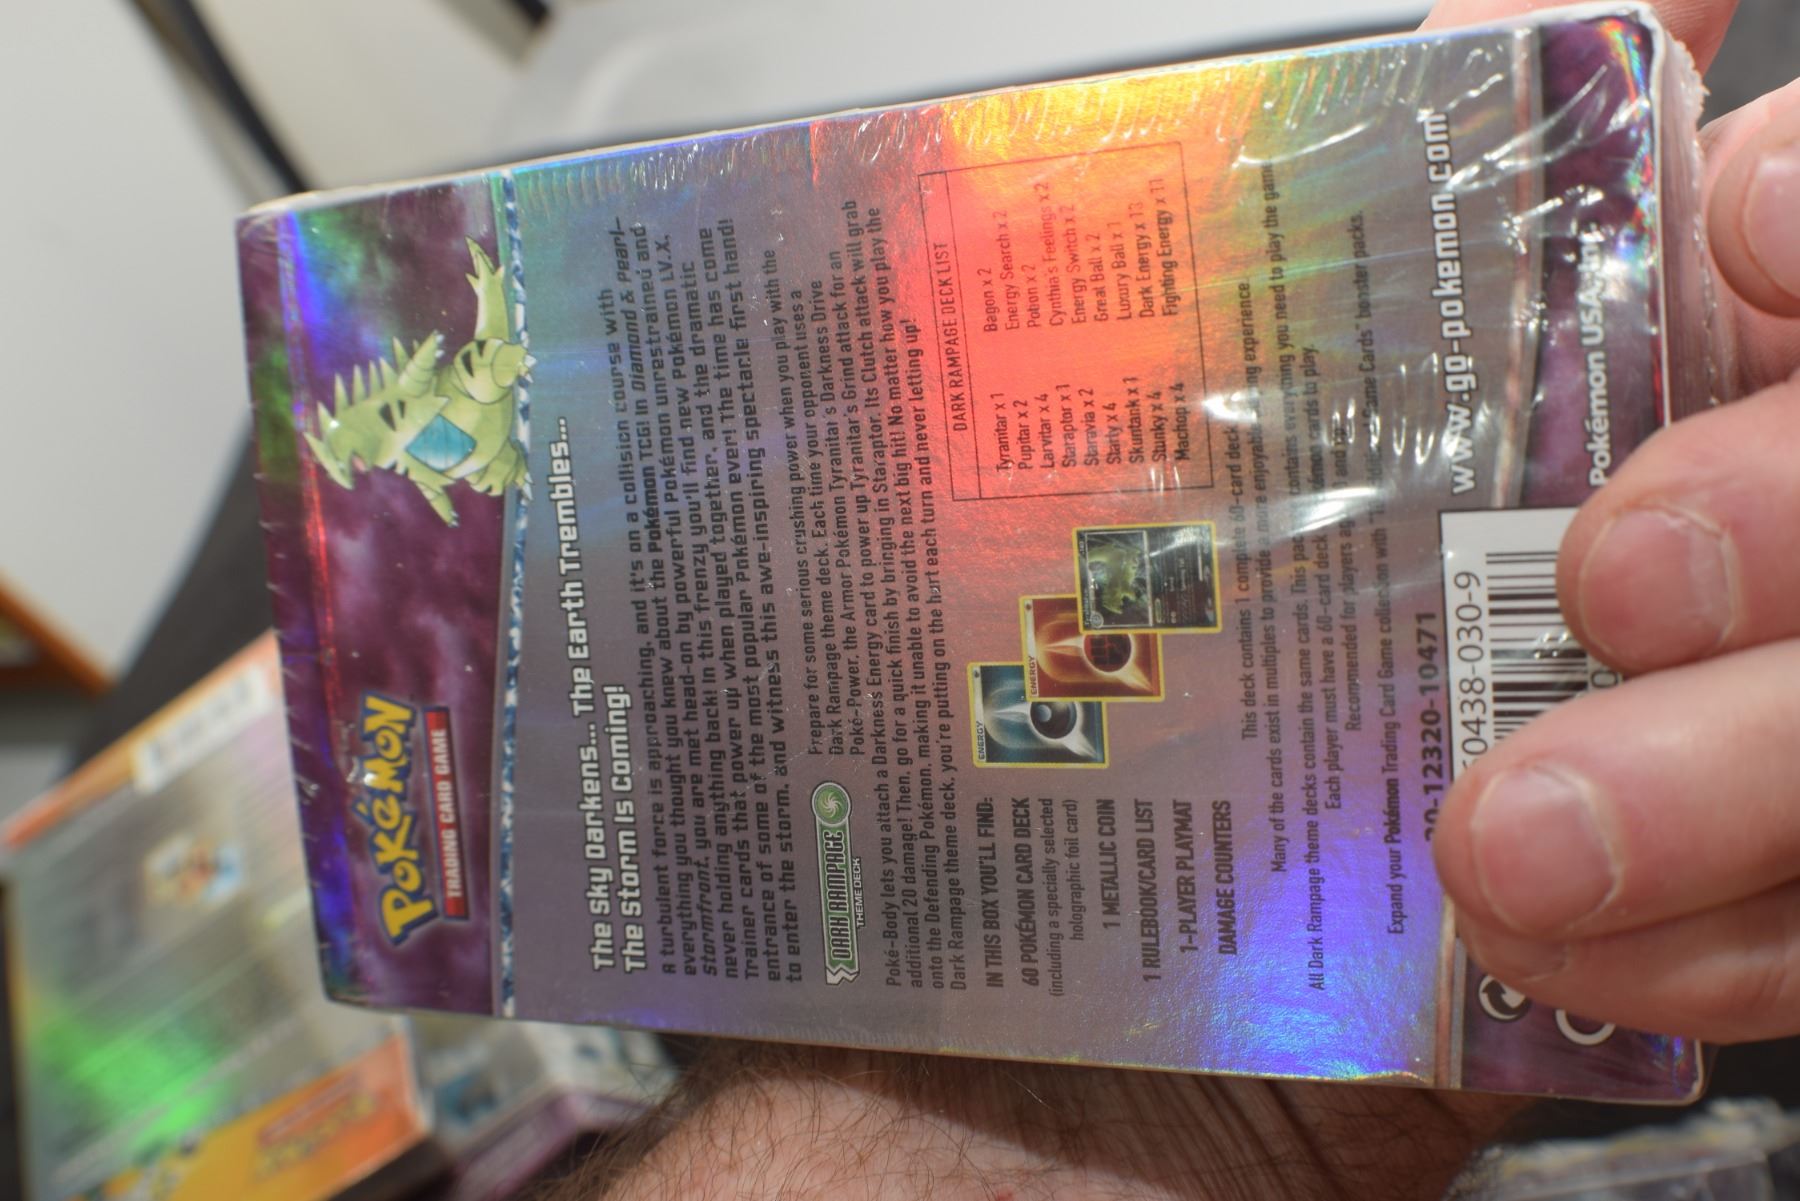 POKéMON
TRADING CARD GAME
The Sky Darkens... The Earth Trembles...
The Storm Is Coming!
A turbulent force is approaching, and it's on a collision course with
everything you thought you knew about the Pokémon TCG! In Diamond & Pearl–
Stormfront, you are met head-on by powerful Pokémon unrestrained and
never holding anything back! In this frenzy you'll find new Pokémon LV.X,
Trainer cards that power up when played together, and the dramatic
entrance of some of the most popular Pokémon ever! The time has come
to enter the storm, and witness this awe-inspiring spectacle first hand!
DARK RAMPAGE
THEME DECK
Prepare for some serious crushing power when you play with the
Dark Rampage theme deck. Each time your opponent uses a
Poké-Power, the Armor Pokémon Tyranitar's Darkness Drive
Poké-Body lets you attach a Darkness Energy card to power up Tyranitar's Grind attack for an
additional 20 damage! Then, go for a quick finish by bringing in Staraptor. Its Clutch attack will grab
onto the Defending Pokémon, making it unable to avoid the next big hit! No matter how you play the
Dark Rampage theme deck, you're putting on the hurt each turn and never letting up!
IN THIS BOX YOU'LL FIND:
60 POKÉMON CARD DECK
(including a specially selected
holographic foil card)
1 METALLIC COIN
1 RULEBOOK/CARD LIST
1-PLAYER PLAYMAT
DAMAGE COUNTERS
ENERGY
ENERGY
DARK RAMPAGE DECK LIST
Tyranitar x 1
Pupitar x 2
Larvitar x 4
Staraptor x 1
Staravia x 2
Starly x 4
Skuntank x 1
Stunky x 4
Machop x 4
Bagon x 2
Energy Search x 2
Potion x 2
Cynthia's Feelings x 2
Energy Switch x 2
Great Ball x 2
Luxury Ball x 1
Dark Energy x 13
Fighting Energy x 11
This deck contains 1 complete 60-card deck experience.
Many of the cards exist in multiples to provide a more enjoyable you need to play the game
All Dark Rampage theme decks contain the same cards. This contains everything cards to play.
Each player must have a 60-card deck
Recommended for players and up.
Expand your Pokémon Trading Card Game collection with Game Cards™ booster packs.
20-12320-10471
0438-030-9
www.go-pokemon.com
Pokémon USA, Inc.